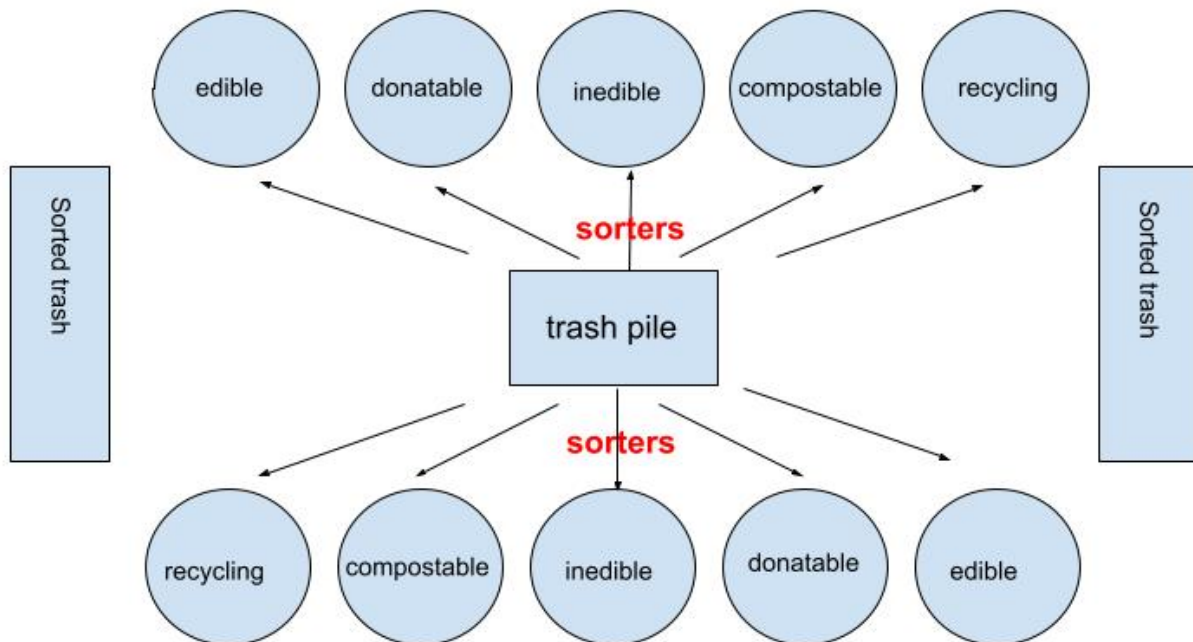 edible
donatable
inedible
compostable
recycling
Sorted trash
sorters
trash pile
Sorted trash
sorters
recycling
compostable
inedible
donatable
edible